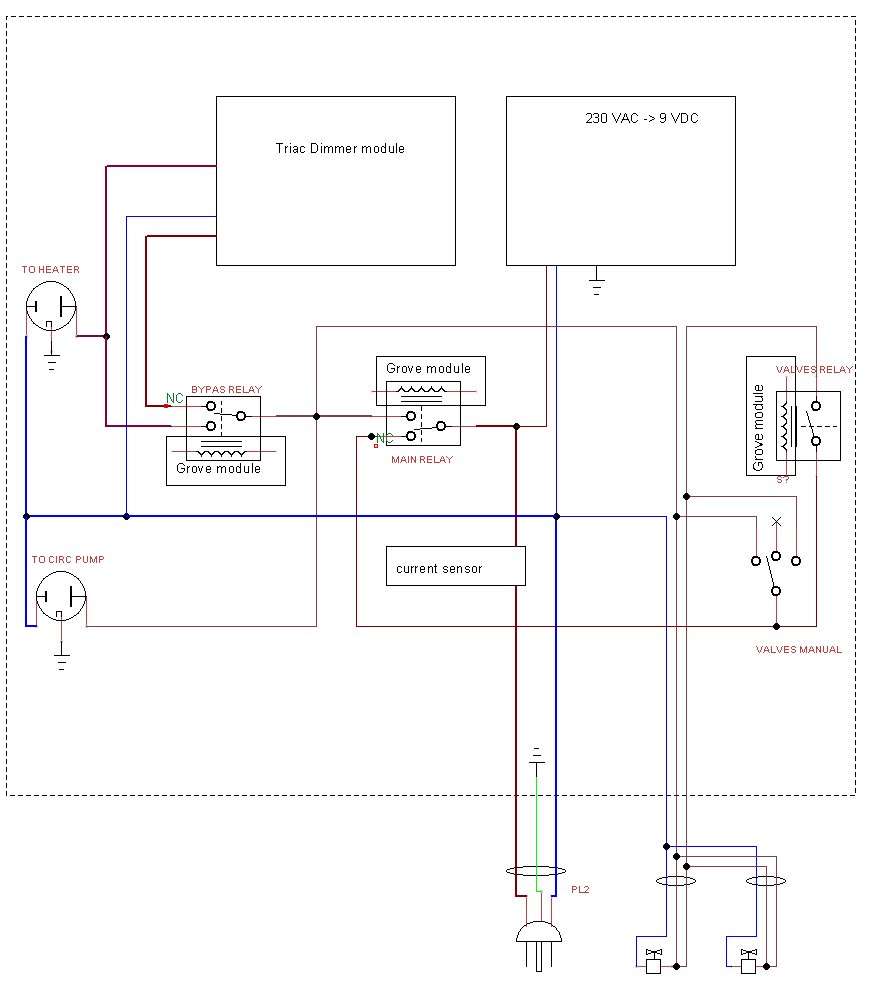 230 VAC -> 9 VDC
Triac Dimmer module
TO HEATER
Grove module
VALVES RELAY
NC
BYPAS RELAY
Grove module
NC
MAIN RELAY
Grove module
S?
TO CIRC PUMP
current sensor
VALVES MANUAL
PL2